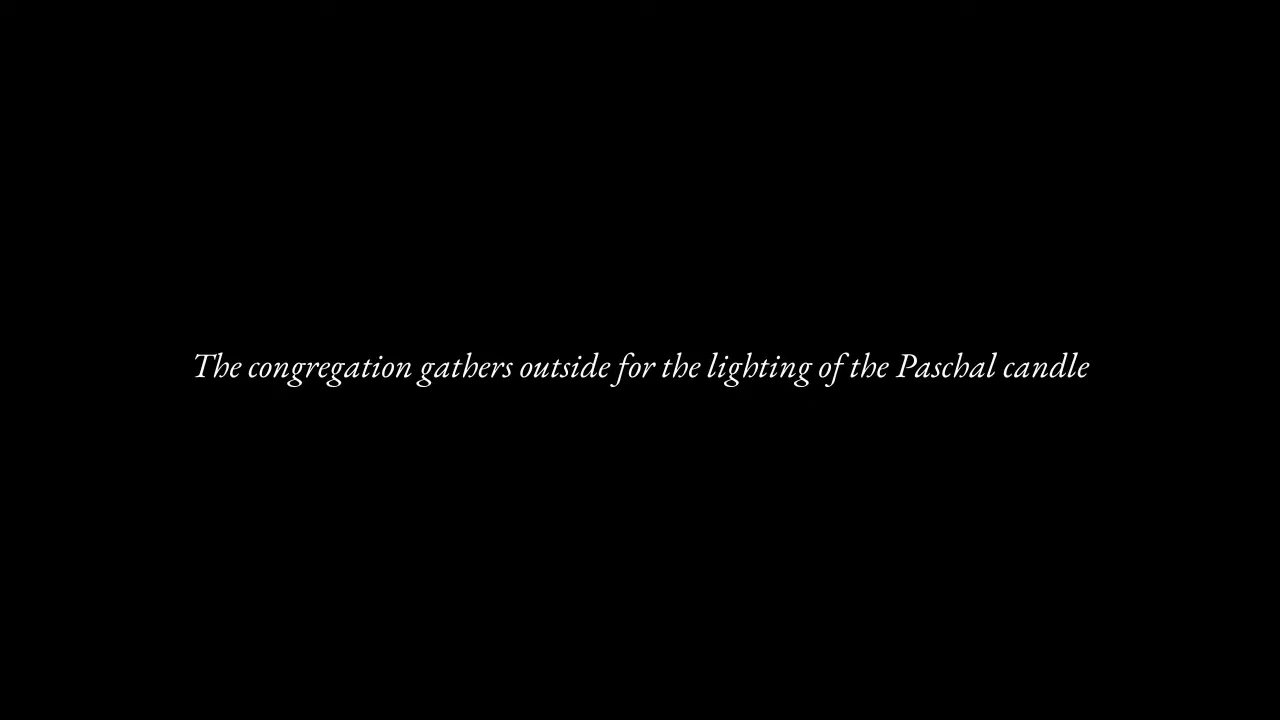 The congregation gathers outside for the lighting of the Paschal candle